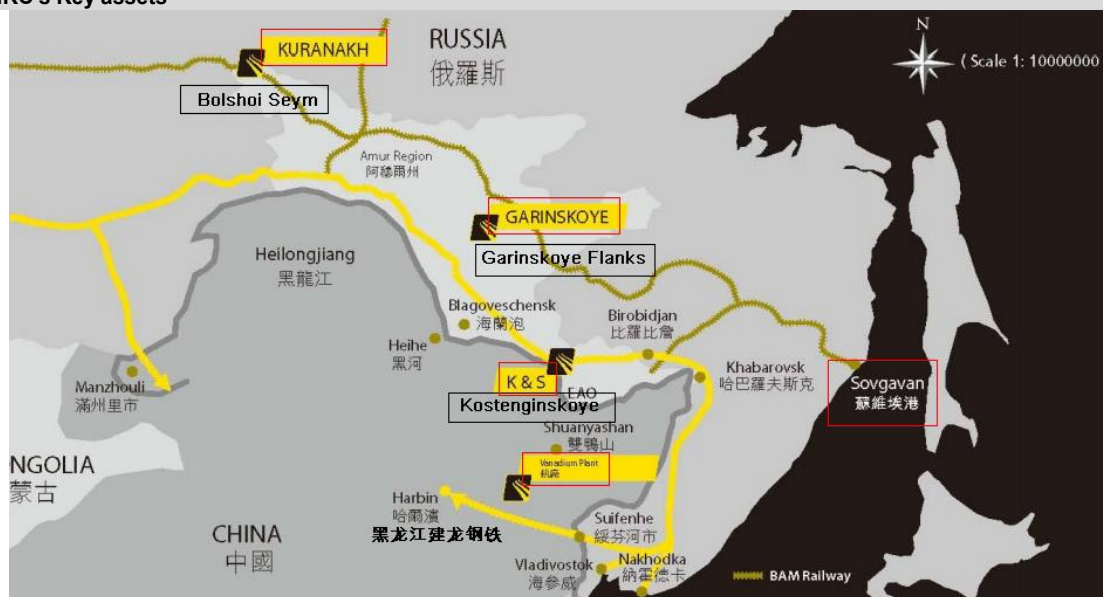 KURANAKH
RUSSIA
俄羅斯
N
( Scale 1: 10000000
Bolshoi Seym
Amur Region
阿穆爾州
GARINSKOYE
Garinskoye Flanks
Heilongjiang
黑龍江
Blagoveschensk
海蘭泡
Birobidjan
比羅比詹
Heihe
黑河
Khabarovsk
哈巴羅夫斯克
Manzhouli
滿州里市
K & S
EAO
Sovgavan
蘇維埃港
Kostenginskoye
Shuanyashan
雙鴨山
NGOLIA
蒙古
Vanadium Plant
釩廠
Harbin
哈爾濱
黑龙江建龙钢铁
Suifenhe
綏芬河市
CHINA
中國
Vladivostok
海參威
Nakhodka
納霍德卡
BAM Railway